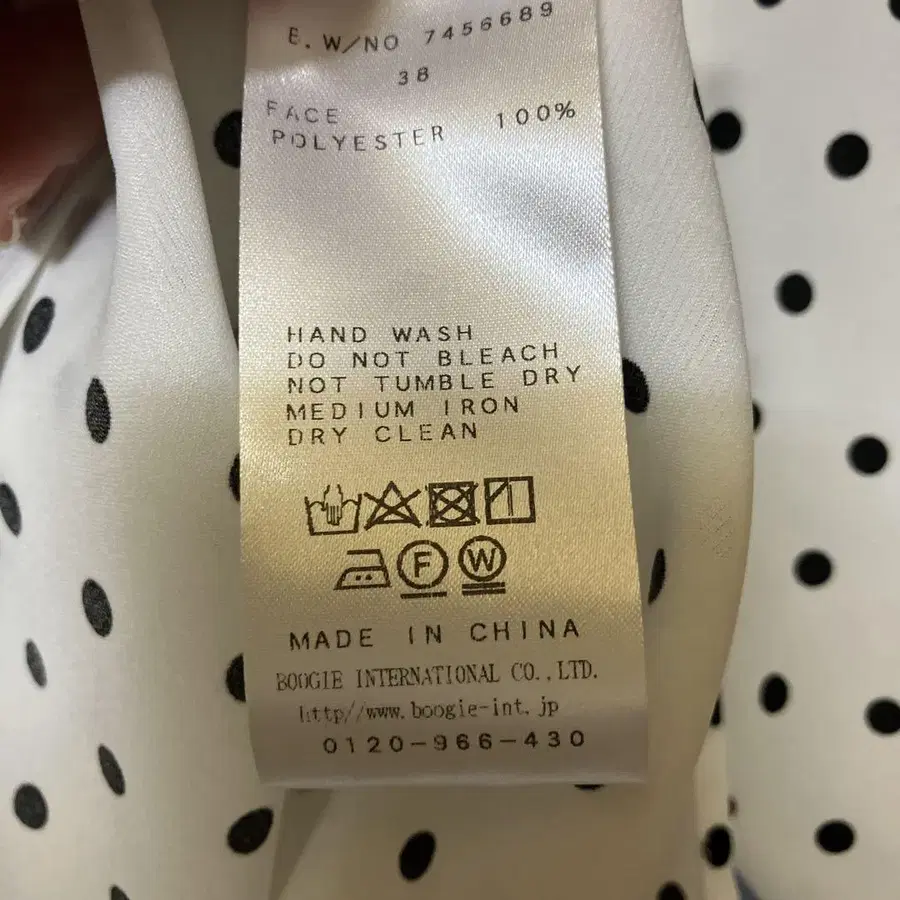 E. W/NO 7456689
38
FACE
POLYESTER 100%
HAND WASH
DO NOT BLEACH
NOT TUMBLE DRY
MEDIUM IRON
DRY CLEAN
F W
MADE IN CHINA
BOOGIE INTERNATIONAL CO.,LTD.
http//www.boogie-int.jp
0120-966-430